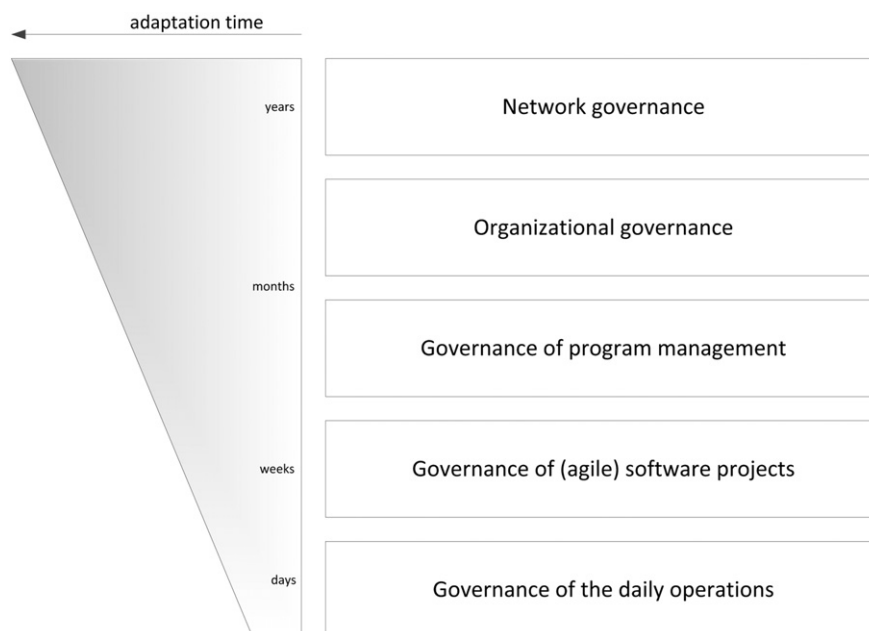 adaptation time
years
Network governance
Organizational governance
months
Governance of program management
weeks
Governance of (agile) software projects
days
Governance of the daily operations